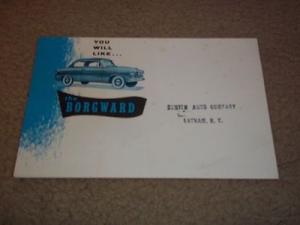 YOU
WILL
LIKE...
the
BORGWARD
AUTO COMPANY
N. Y.